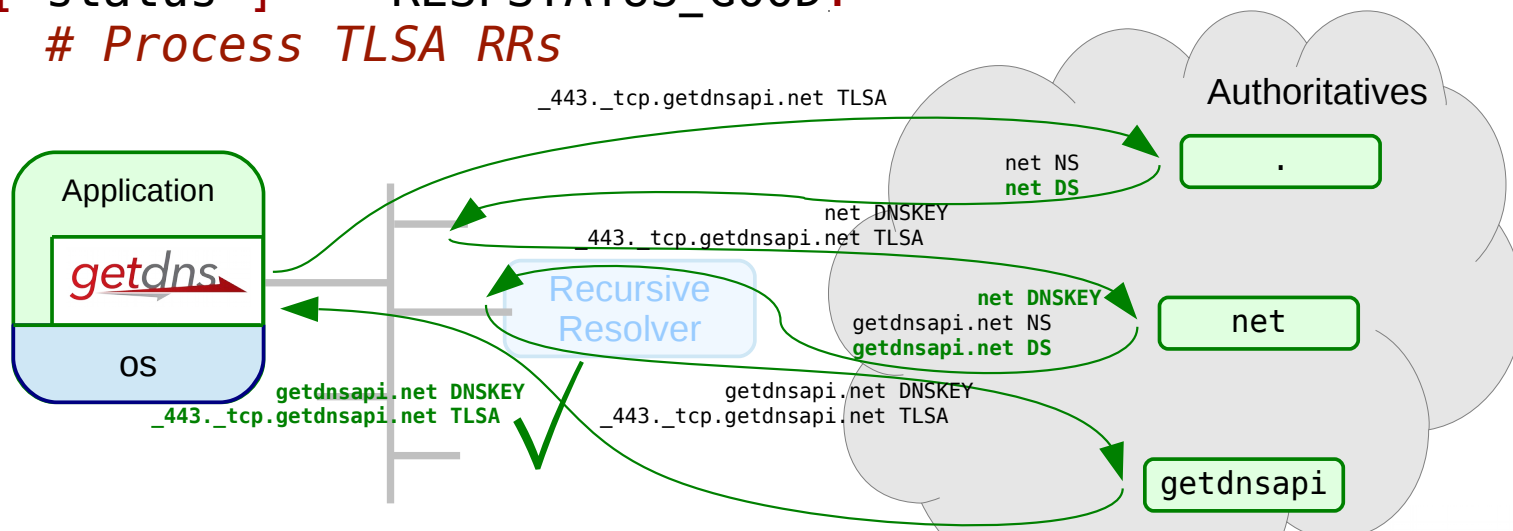 # Process TLSA RRs
Authoritatives
_443._tcp.getdnsapi.net TLSA
.
net NS
net DS
Application
net DNSKEY
_443._tcp.getdnsapi.net TLSA
getdns
Recursive
Resolver
net DNSKEY
getdnsapi.net NS
getdnsapi.net DS
net
os
getdnsapi.net DNSKEY
_443._tcp.getdnsapi.net TLSA
getdnsapi.net DNSKEY
_443._tcp.getdnsapi.net TLSA
getdnsapi